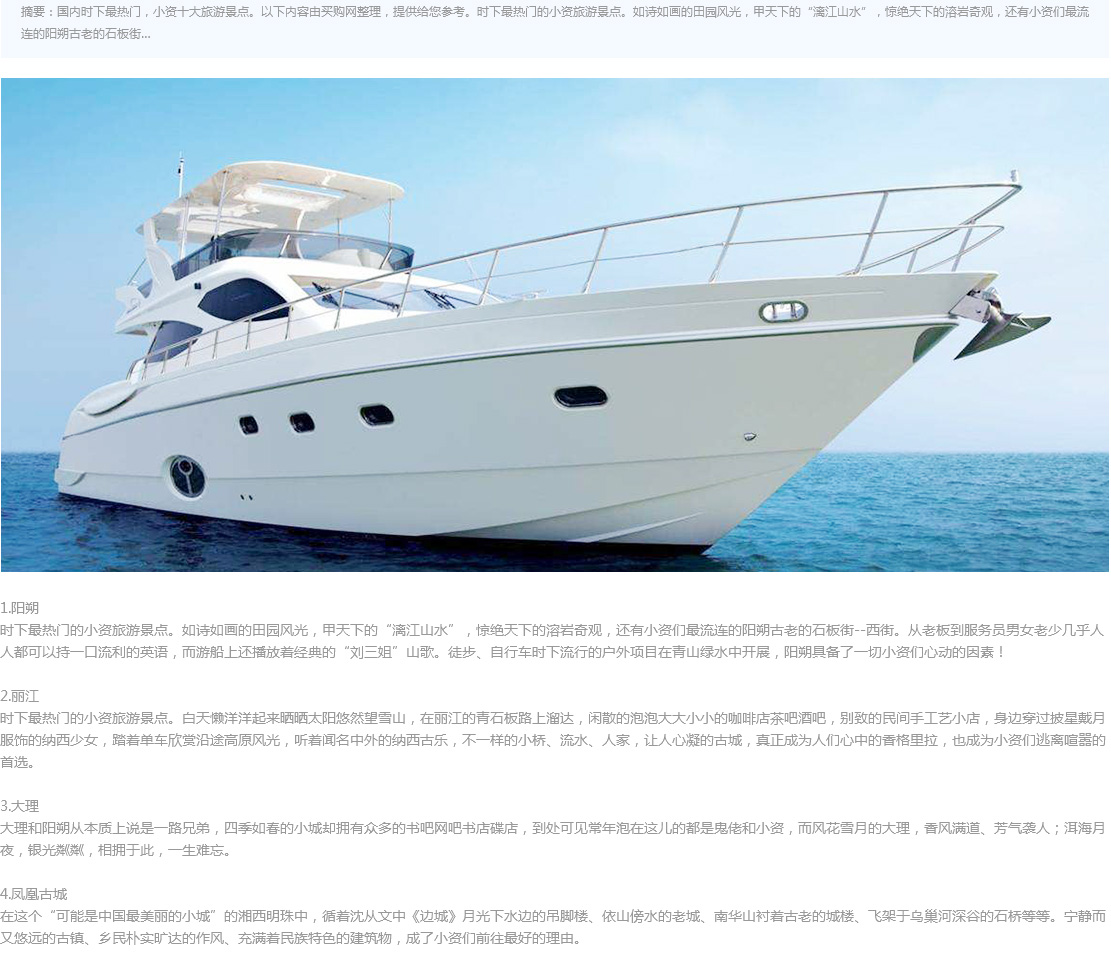 摘要：国内时下最热门，小资十大旅游景点。以下内容由买购网整理，提供给您参考。时下最热门的小资旅游景点。如诗如画的田园风光，甲天下的“漓江山水”，惊绝天下的溶岩奇观，还有小资们最流
连的阳朔古老的石板街...
1.阳朔
时下最热门的小资旅游景点。如诗如画的田园风光，甲天下的“漓江山水”，惊绝天下的溶岩奇观，还有小资们最流连的阳朔古老的石板街--西街。从老板到服务员男女老少几乎人
人都可以持一口流利的英语，而游船上还播放着经典的“刘三姐”山歌。徒步、自行车时下流行的户外项目在青山绿水中开展，阳朔具备了一切小资们心动的因素！
2.丽江
时下最热门的小资旅游景点。白天懒洋洋起来晒晒太阳悠然望雪山，在丽江的青石板路上溜达，闲散的泡泡大大小小的咖啡店茶吧酒吧，别致的民间手工艺小店，身边穿过披星戴月
服饰的纳西少女，踏着单车欣赏沿途高原风光，听着闻名中外的纳西古乐，不一样的小桥、流水、人家，让人心凝的古城，真正成为人们心中的香格里拉，也成为小资们逃离喧嚣的
首选。
3.大理
大理和阳朔从本质上说是一路兄弟，四季如春的小城却拥有众多的书吧网吧书店碟店，到处可见常年泡在这儿的都是鬼佬和小资，而风花雪月的大理，香风满道、芳气袭人；洱海月
夜，银光粼粼，相拥于此，一生难忘。
4.凤凰古城
在这个“可能是中国最美丽的小城”的湘西明珠中，循着沈从文中《边城》月光下水边的吊脚楼、依山傍水的老城、南华山衬着古老的城楼、飞架于乌巢河深谷的石桥等等。宁静而
又悠远的古镇、乡民朴实旷达的作风、充满着民族特色的建筑物，成了小资们前往最好的理由。